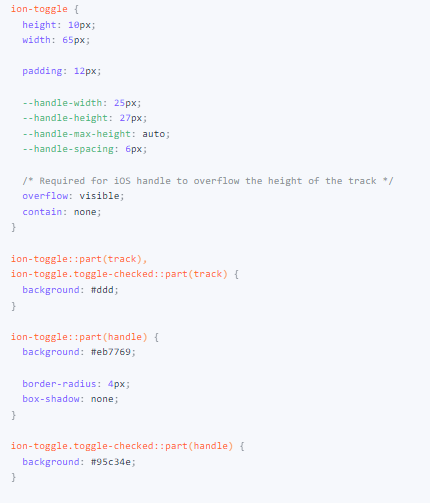 ion-toggle {
  height: 10px;
  width: 65px;

  padding: 12px;

  --handle-width: 25px;
  --handle-height: 27px;
  --handle-max-height: auto;
  --handle-spacing: 6px;

  /* Required for iOS handle to overflow the height of the track */
  overflow: visible;
  contain: none;
}

ion-toggle::part(track),
ion-toggle.toggle-checked::part(track) {
  background: #ddd;
}

ion-toggle::part(handle) {
  background: #eb7769;

  border-radius: 4px;
  box-shadow: none;
}

ion-toggle.toggle-checked::part(handle) {
  background: #95c34e;
}